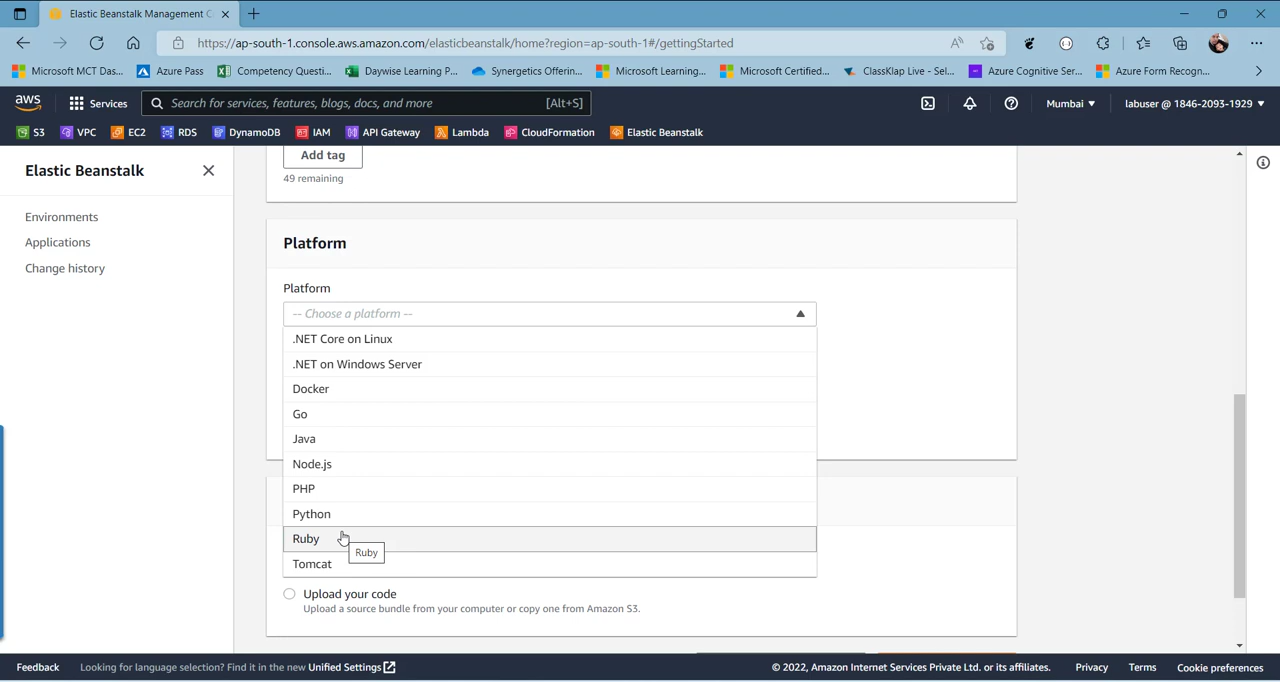 Elastic Beanstalk Management C
https://ap-south-1.console.aws.amazon.com/elasticbeanstalk/home?region=ap-south-1#/gettingStarted
Microsoft MCT Das... Azure Pass Competency Questi... Daywise Learning P... Synergetics Offerin... Microsoft Learning... Microsoft Certified... ClassKlap Live - Sel... Azure Cognitive Ser... Azure Form Recogn...
aws Services Search for services, features, blogs, docs, and more [Alt+S] Mumbai labuser @ 1846-2093-1929
S3 VPC EC2 RDS DynamoDB IAM API Gateway Lambda CloudFormation Elastic Beanstalk
Elastic Beanstalk
Environments
Applications
Change history
Add tag
49 remaining
Platform
Platform
-- Choose a platform --
.NET Core on Linux
.NET on Windows Server
Docker
Go
Java
Node.js
PHP
Python
Ruby
Ruby
Tomcat
Upload your code
Upload a source bundle from your computer or copy one from Amazon S3.
Feedback Looking for language selection? Find it in the new Unified Settings © 2022, Amazon Internet Services Private Ltd. or its affiliates. Privacy Terms Cookie preferences